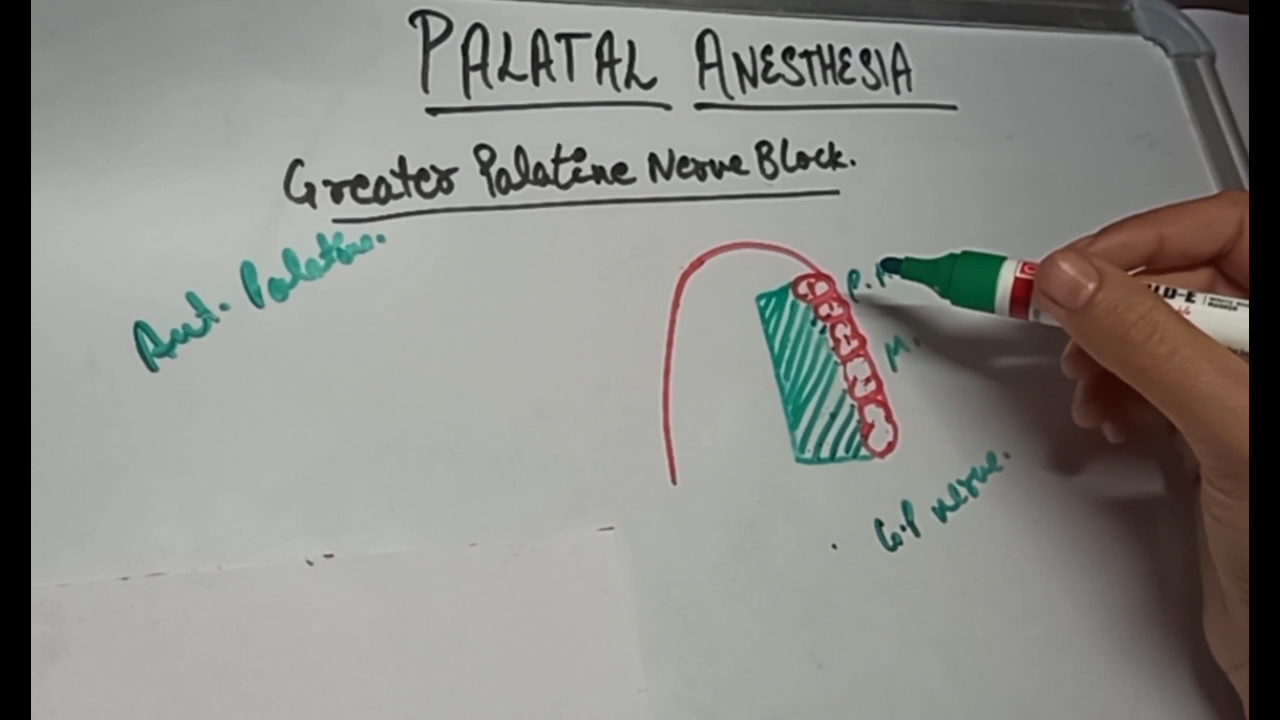 PALATAL ANESTHESIA
Greater Palatine Nerve Block.
Ant. Palatine.
P.M
M.
G.P nerve.